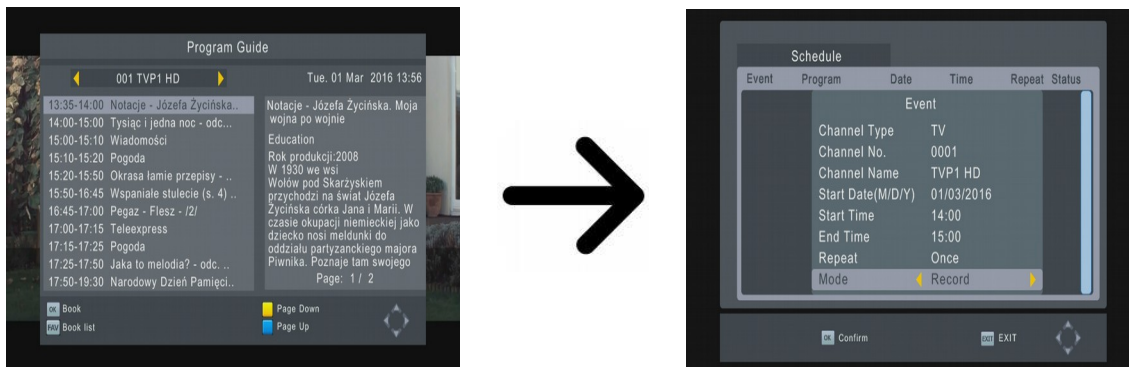 Program Guide
001 TVP1 HD
Tue. 01 Mar 2016 13:56
13:35-14:00 Notacje - Józefa Życińska..
14:00-15:00 Tysiąc i jedna noc - odc...
15:00-15:10 Wiadomości
15:10-15:20 Pogoda
15:20-15:50 Okrasa łamie przepisy - ..
15:50-16:45 Wspaniałe stulecie (s. 4) ..
16:45-17:00 Pegaz - Flesz - /2/
17:00-17:15 Teleexpress
17:15-17:25 Pogoda
17:25-17:50 Jaka to melodia? - odc. ..
17:50-19:30 Narodowy Dzień Pamięci..
Notacje - Józefa Życińska. Moja
wojna po wojnie
Education
Rok produkcji:2008
W 1930 we wsi
Wołów pod Skarżyskiem
przychodzi na świat Józefa
Życińska córka Jana i Marii. W
czasie okupacji niemieckiej jako
dziecko nosi meldunki do
oddziału partyzanckiego majora
Piwnika. Poznaje tam swojego
Page: 1 / 2
OK Book
FAV Book list
Page Down
Page Up
Schedule
Event Program Date Time Repeat Status
Event
Channel Type TV
Channel No. 0001
Channel Name TVP1 HD
Start Date(M/D/Y) 01/03/2016
Start Time 14:00
End Time 15:00
Repeat Once
Mode Record
OK Confirm
EXIT EXIT